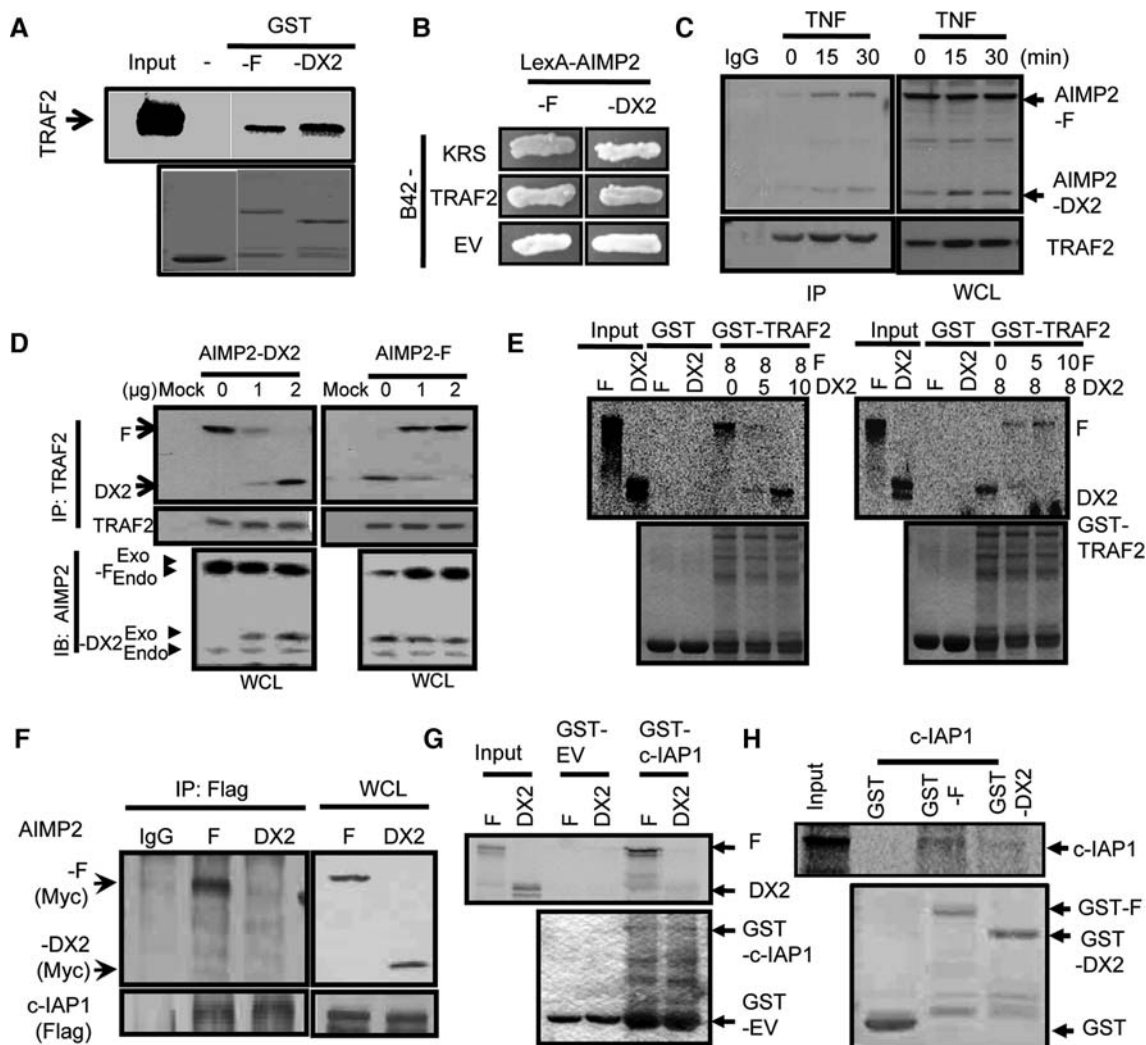 A
GST
Input - -F -DX2
TRAF2
B
LexA-AIMP2
-F -DX2
B42 -
KRS
TRAF2
EV
C
TNF TNF
IgG 0 15 30 0 15 30 (min)
AIMP2
-F
AIMP2
-DX2
TRAF2
IP WCL
D
AIMP2-DX2 AIMP2-F
(μg) Mock 0 1 2 Mock 0 1 2
IP: TRAF2
F
DX2
TRAF2
IB: AIMP2
Exo
-F
Endo
Exo
-DX2
Endo
WCL WCL
E
Input GST GST-TRAF2 Input GST GST-TRAF2
F DX2 F DX2 8 8 8 F DX2 F DX2 0 5 10 F
0 5 10 DX2 8 8 8
F
DX2
GST-
TRAF2
F
IP: Flag WCL
AIMP2 IgG F DX2 F DX2
-F
(Myc)
-DX2
(Myc)
c-IAP1
(Flag)
G
Input GST-
EV GST-
c-IAP1
F DX2 F DX2 F DX2
F
DX2
GST
-c-IAP1
GST
-EV
H
c-IAP1
Input GST GST
-F GST
-DX2
c-IAP1
GST-F
GST
-DX2
GST